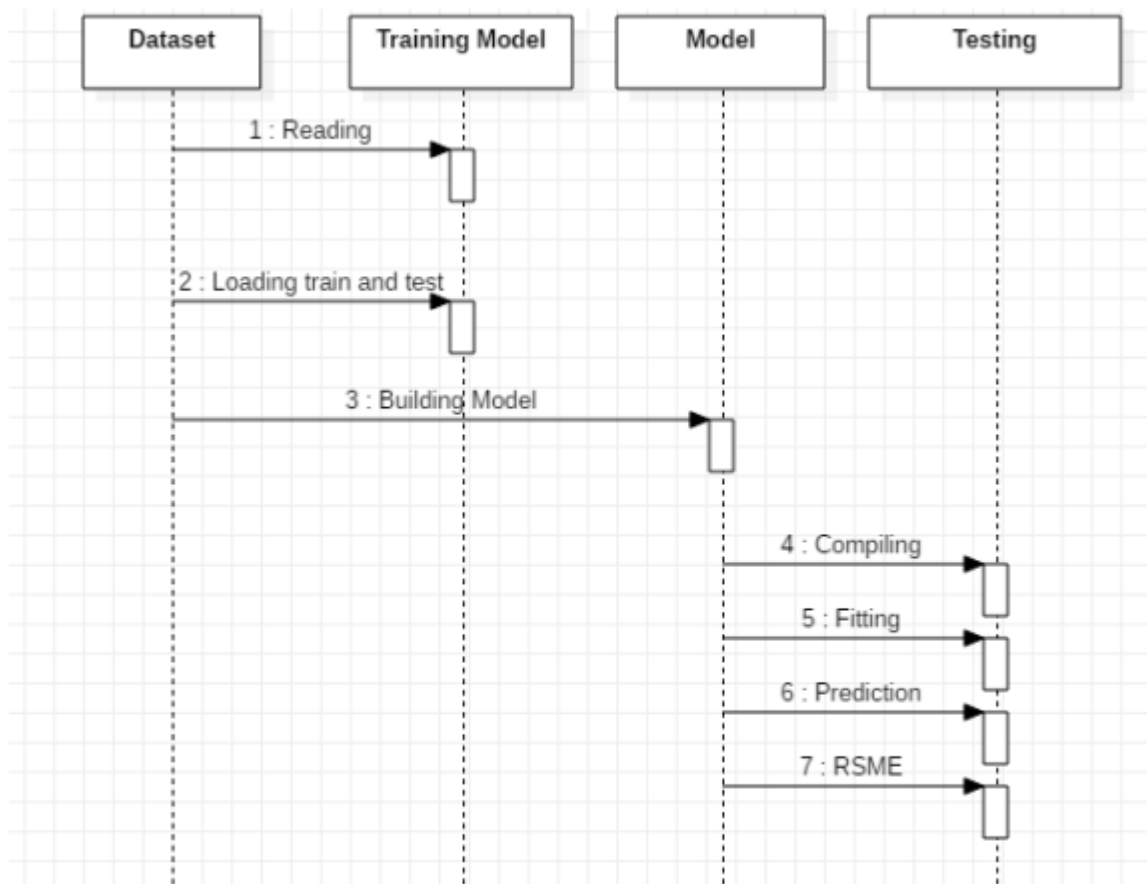 Dataset
Training Model
Model
Testing
1 : Reading
2 : Loading train and test
3 : Building Model
4 : Compiling
5 : Fitting
6 : Prediction
7 : RSME